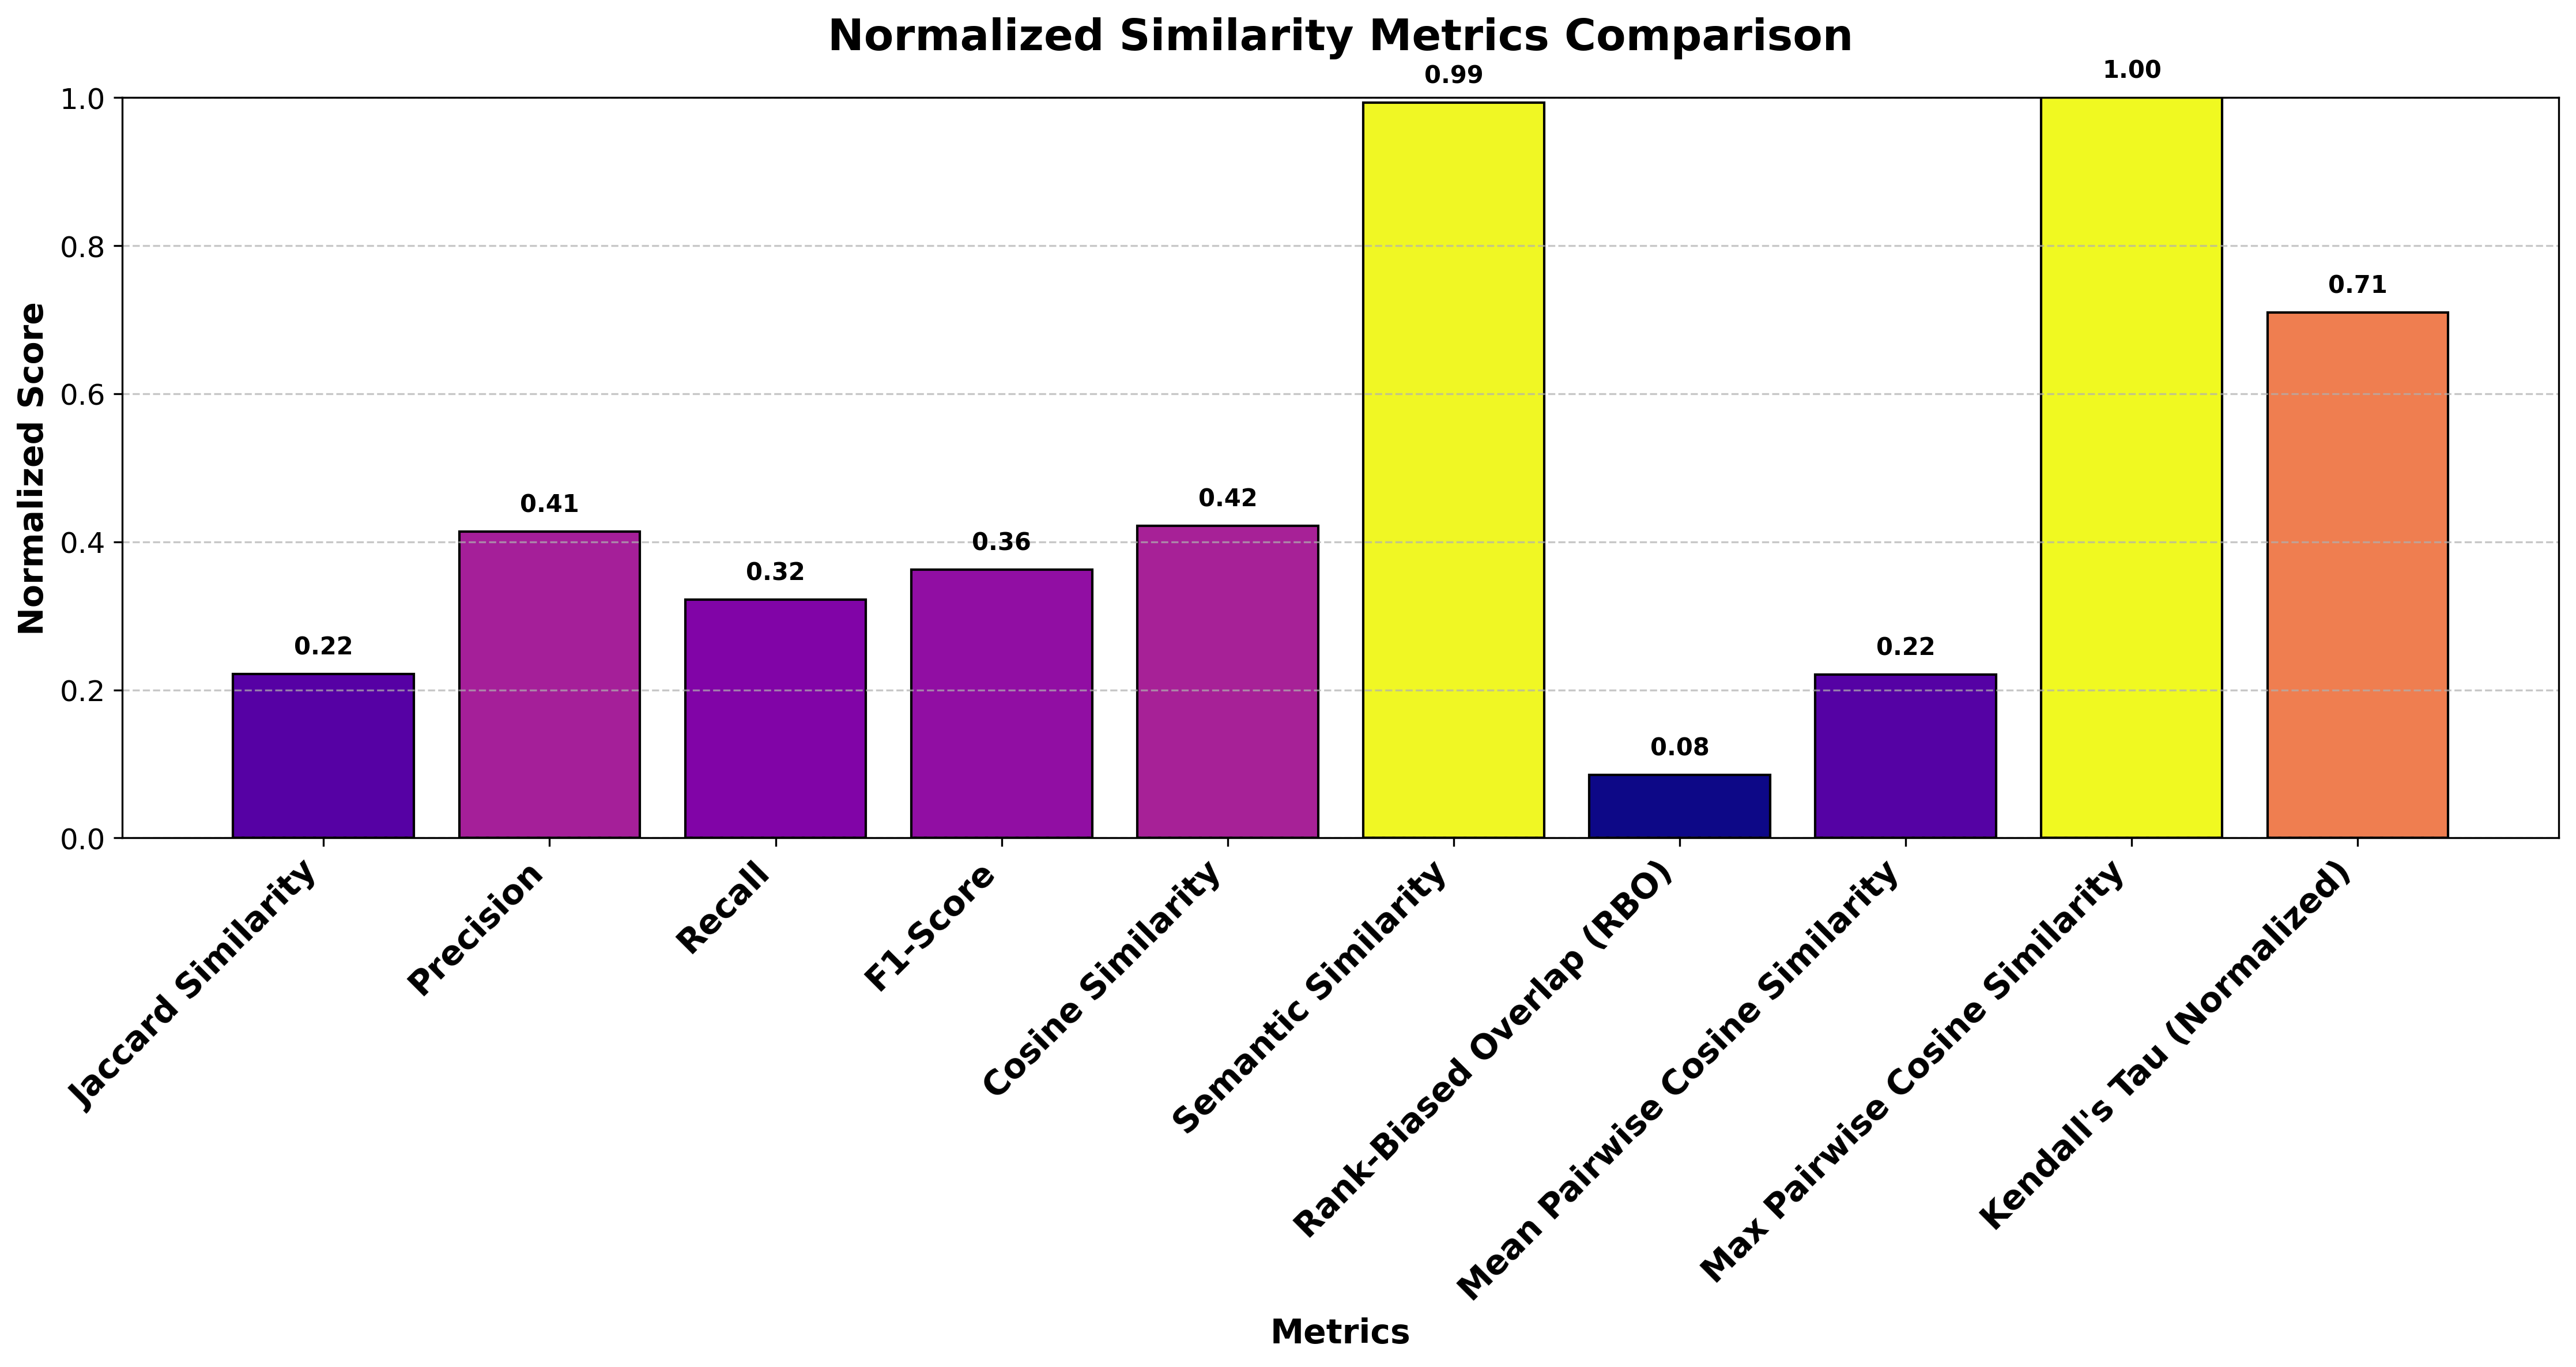 Normalized Similarity Metrics Comparison
Normalized Score
1.0
0.8
0.6
0.4
0.2
0.0
0.22
0.41
0.32
0.36
0.42
0.99
0.08
0.22
1.00
0.71
Jaccard Similarity
Precision
Recall
F1-Score
Cosine Similarity
Semantic Similarity
Rank-Biased Overlap (RBO)
Mean Pairwise Cosine Similarity
Max Pairwise Cosine Similarity
Kendall's Tau (Normalized)
Metrics